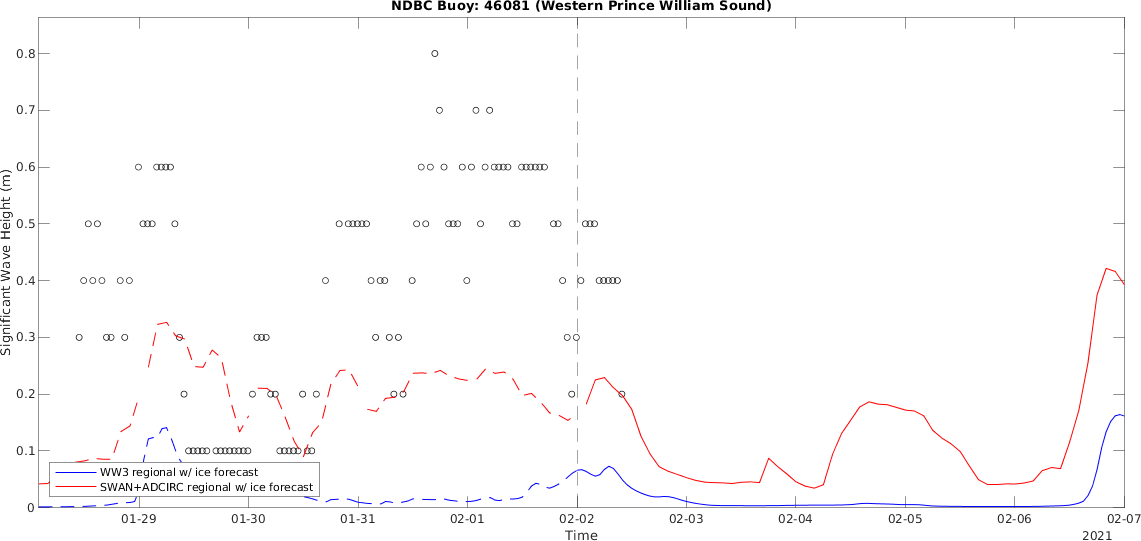 NDBC Buoy: 46081 (Western Prince William Sound)
Significant Wave Height (m)
0.8
0.7
0.6
0.5
0.4
0.3
0.2
0.1
0
WW3 regional w/ ice forecast
SWAN+ADCIRC regional w/ ice forecast
01-29 01-30 01-31 02-01 02-02 02-03 02-04 02-05 02-06 02-07
Time
2021